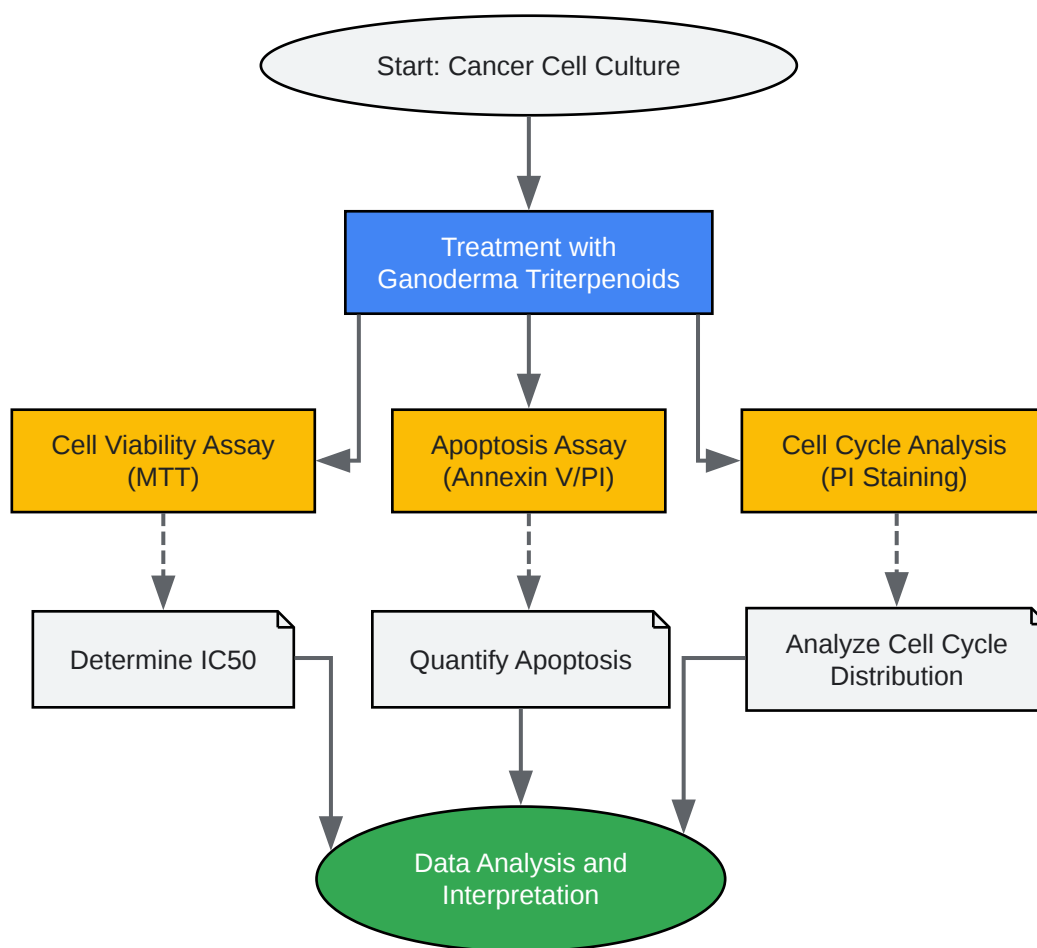 Start: Cancer Cell Culture
Treatment with
Ganoderma Triterpenoids
Cell Viability Assay
(MTT)
Apoptosis Assay
(Annexin V/PI)
Cell Cycle Analysis
(PI Staining)
Determine IC50
Quantify Apoptosis
Analyze Cell Cycle
Distribution
Data Analysis and
Interpretation